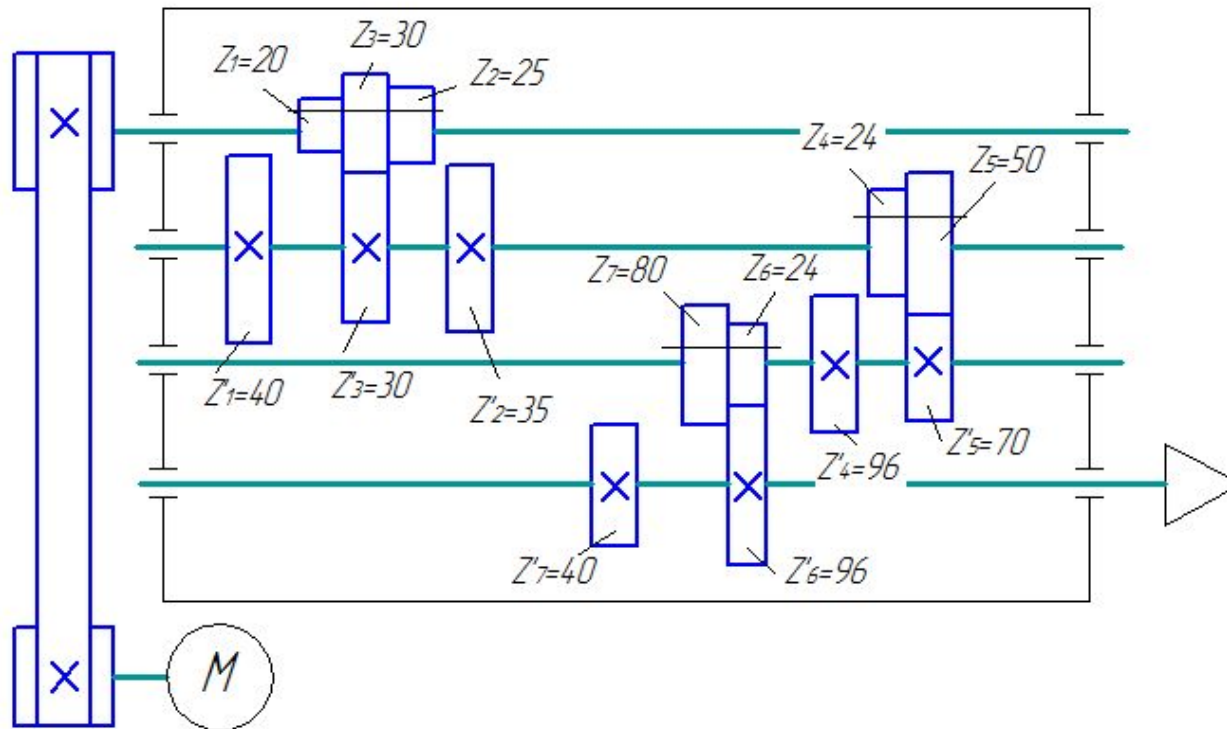 Z₃=30
Z₁=20
Z₂=25
Z₄=24
Z₅=50
Z₇=80
Z₆=24
Z'₁=40
Z'₃=30
Z'₂=35
Z'₄=96
Z'₅=70
Z'₇=40
Z'₆=96
M